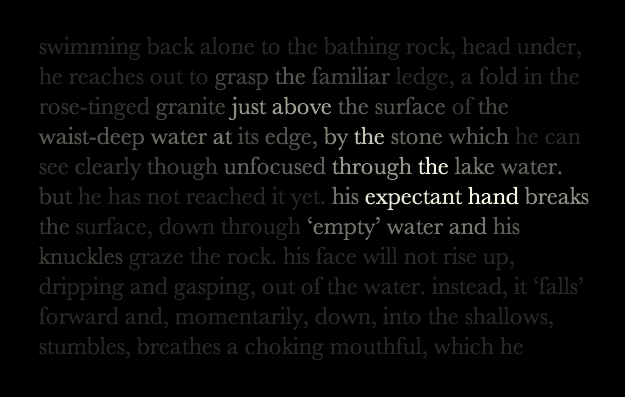 swimming back alone to the bathing rock, head under,
he reaches out to grasp the familiar ledge, a fold in the
rose-tinged granite just above the surface of the
waist-deep water at its edge, by the stone which he can
see clearly though unfocused through the lake water.
but he has not reached it yet. his expectant hand breaks
the surface, down through ‘empty’ water and his
knuckles graze the rock. his face will not rise up,
dripping and gasping, out of the water. instead, it ‘falls’
forward and, momentarily, down, into the shallows,
stumbles, breathes a choking mouthful, which he